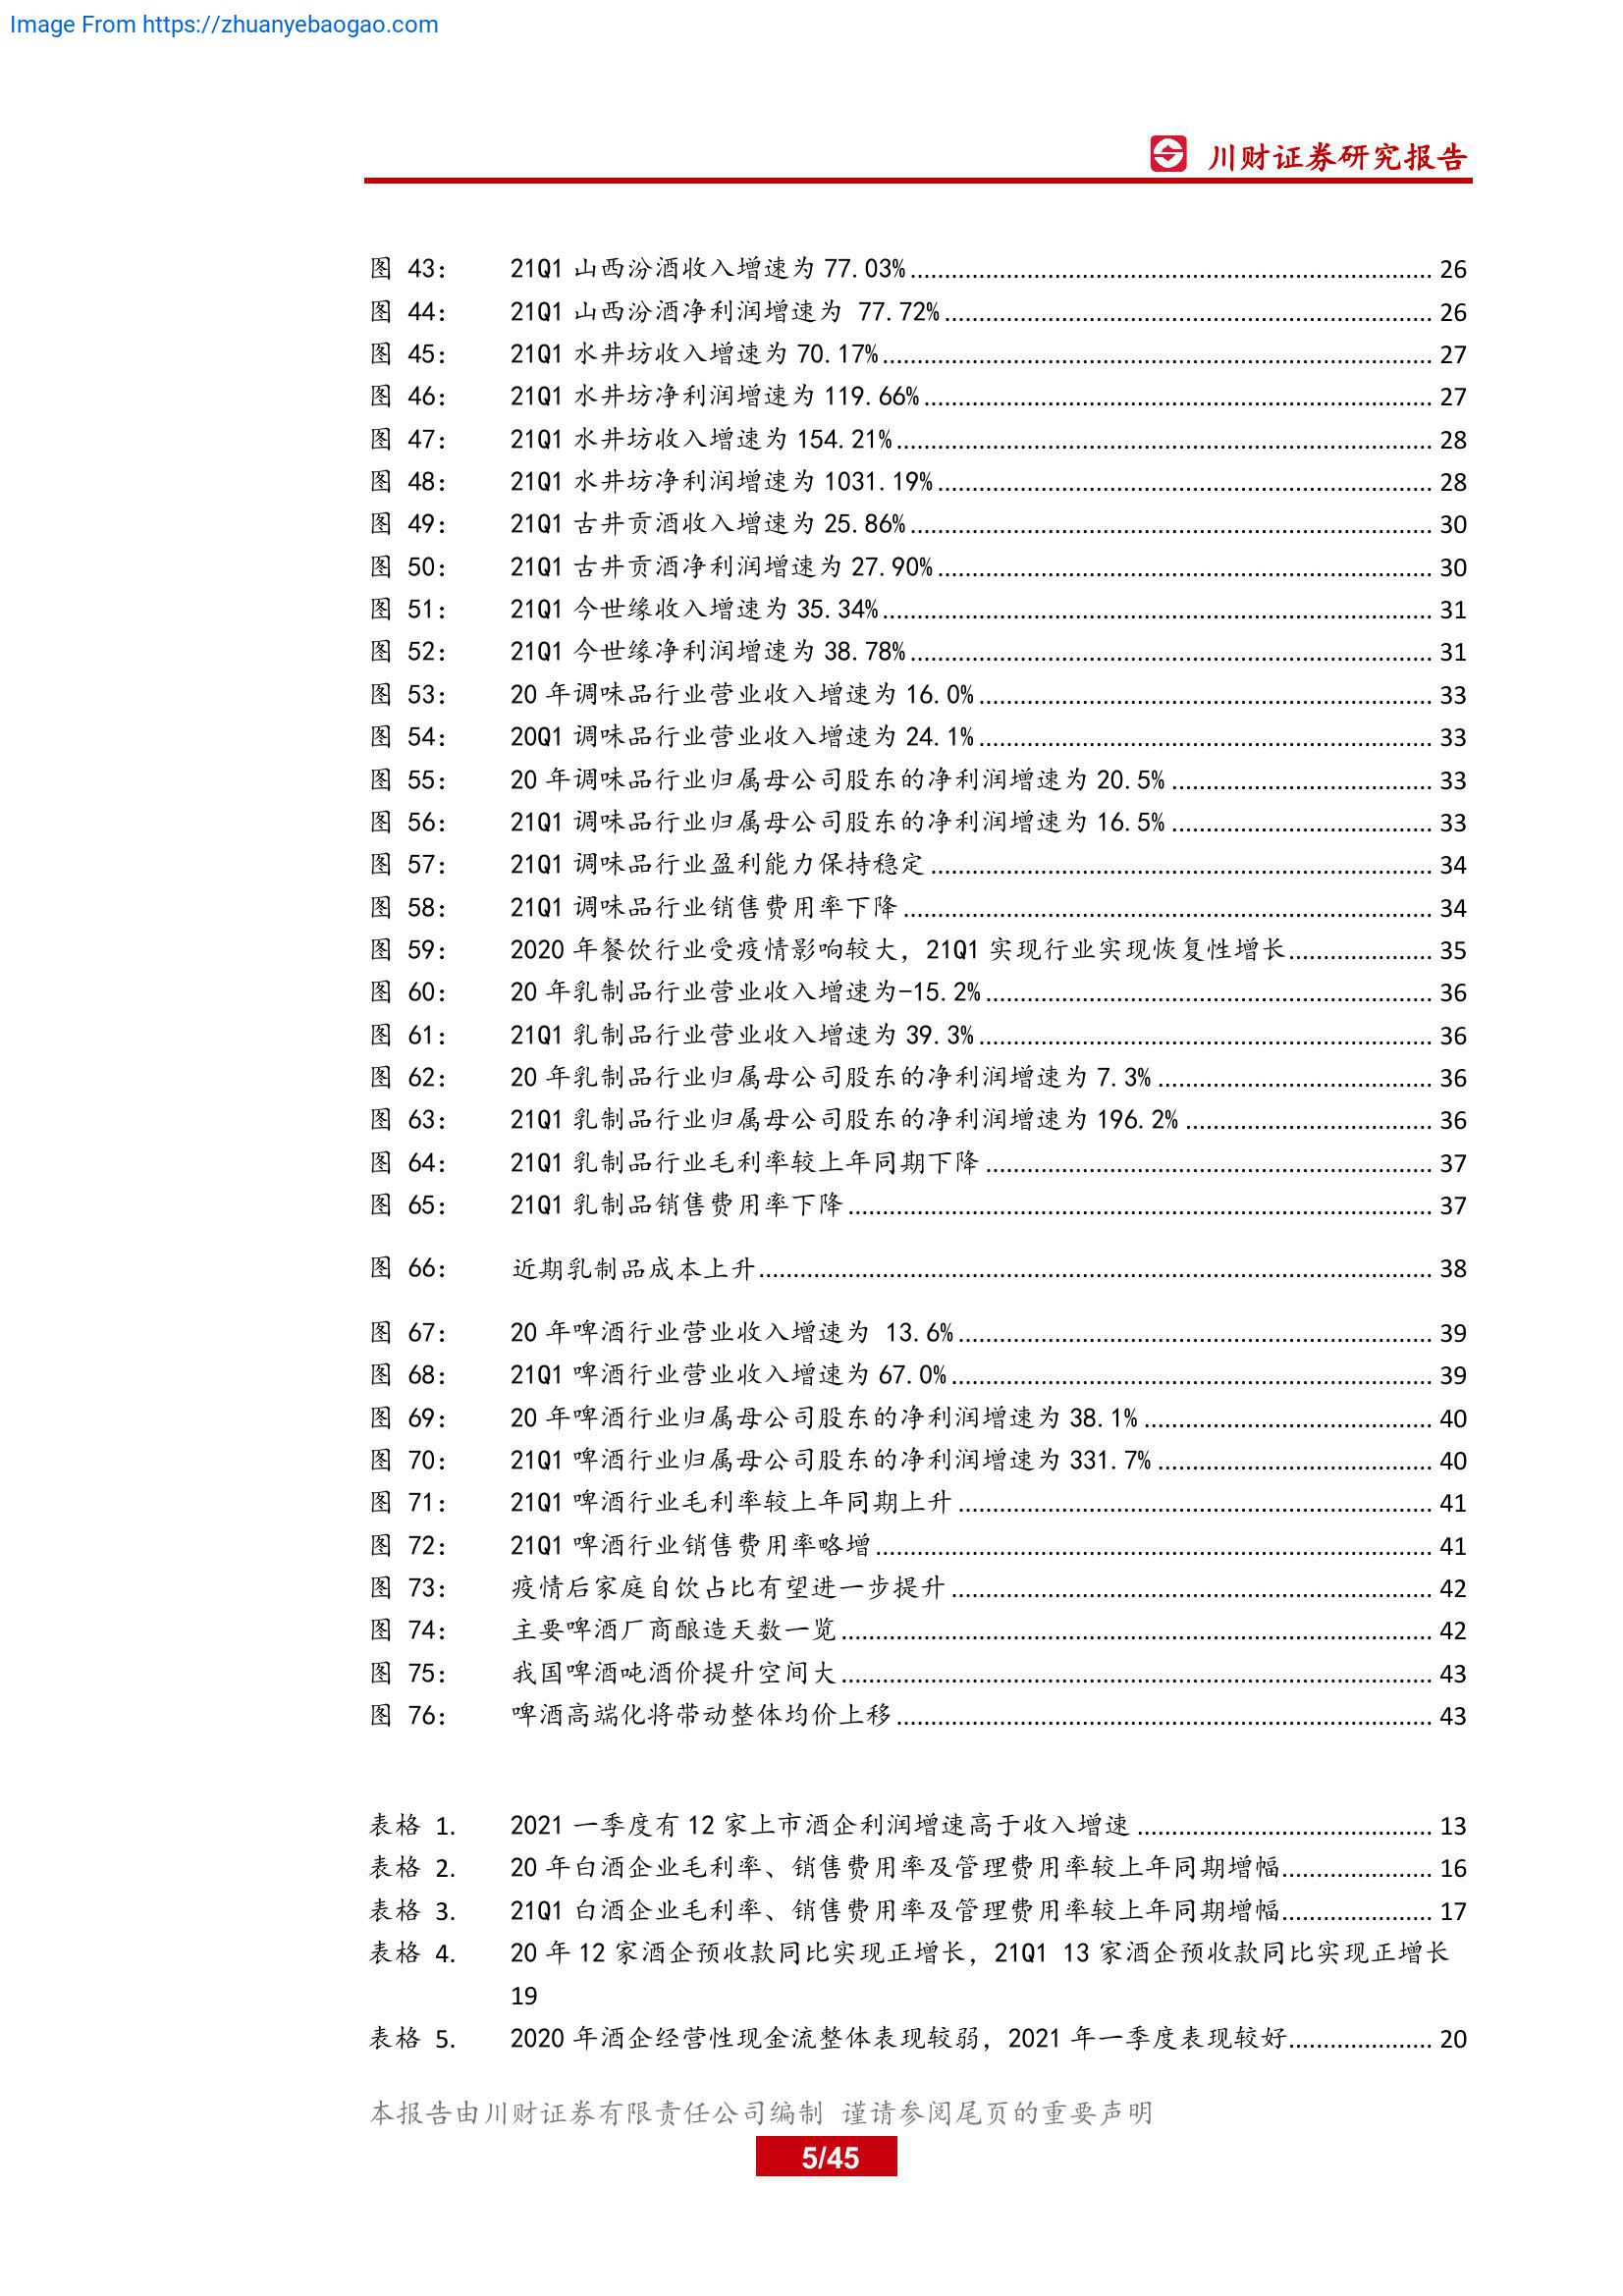 Image From https://zhuanyebaogao.com
川财证券研究报告
图 43: 21Q1 山西汾酒收入增速为 77.03% 26
图 44: 21Q1 山西汾酒净利润增速为 77.72% 26
图 45: 21Q1 水井坊收入增速为 70.17% 27
图 46: 21Q1 水井坊净利润增速为 119.66% 27
图 47: 21Q1 水井坊收入增速为 154.21% 28
图 48: 21Q1 水井坊净利润增速为 1031.19% 28
图 49: 21Q1 古井贡酒收入增速为 25.86% 30
图 50: 21Q1 古井贡酒净利润增速为 27.90% 30
图 51: 21Q1 今世缘收入增速为 35.34% 31
图 52: 21Q1 今世缘净利润增速为 38.78% 31
图 53: 20 年调味品行业营业收入增速为 16.0% 33
图 54: 20Q1 调味品行业营业收入增速为 24.1% 33
图 55: 20 年调味品行业归属母公司股东的净利润增速为 20.5% 33
图 56: 21Q1 调味品行业归属母公司股东的净利润增速为 16.5% 33
图 57: 21Q1 调味品行业盈利能力保持稳定 34
图 58: 21Q1 调味品行业销售费用率下降 34
图 59: 2020 年餐饮行业受疫情影响较大，21Q1 实现行业实现恢复性增长 35
图 60: 20 年乳制品行业营业收入增速为-15.2% 36
图 61: 21Q1 乳制品行业营业收入增速为 39.3% 36
图 62: 20 年乳制品行业归属母公司股东的净利润增速为 7.3% 36
图 63: 21Q1 乳制品行业归属母公司股东的净利润增速为 196.2% 36
图 64: 21Q1 乳制品行业毛利率较上年同期下降 37
图 65: 21Q1 乳制品销售费用率下降 37
图 66: 近期乳制品成本上升 38
图 67: 20 年啤酒行业营业收入增速为 13.6% 39
图 68: 21Q1 啤酒行业营业收入增速为 67.0% 39
图 69: 20 年啤酒行业归属母公司股东的净利润增速为 38.1% 40
图 70: 21Q1 啤酒行业归属母公司股东的净利润增速为 331.7% 40
图 71: 21Q1 啤酒行业毛利率较上年同期上升 41
图 72: 21Q1 啤酒行业销售费用率略增 41
图 73: 疫情后家庭自饮占比有望进一步提升 42
图 74: 主要啤酒厂商酿造天数一览 42
图 75: 我国啤酒吨酒价提升空间大 43
图 76: 啤酒高端化将带动整体均价上移 43
表格 1. 2021 一季度有 12 家上市酒企利润增速高于收入增速 13
表格 2. 20 年白酒企业毛利率、销售费用率及管理费用率较上年同期增幅 16
表格 3. 21Q1 白酒企业毛利率、销售费用率及管理费用率较上年同期增幅 17
表格 4. 20 年 12 家酒企预收款同比实现正增长，21Q1 13 家酒企预收款同比实现正增长
19
表格 5. 2020 年酒企经营性现金流整体表现较弱，2021 年一季度表现较好 20
本报告由川财证券有限责任公司编制 谨请参阅尾页的重要声明
5/45